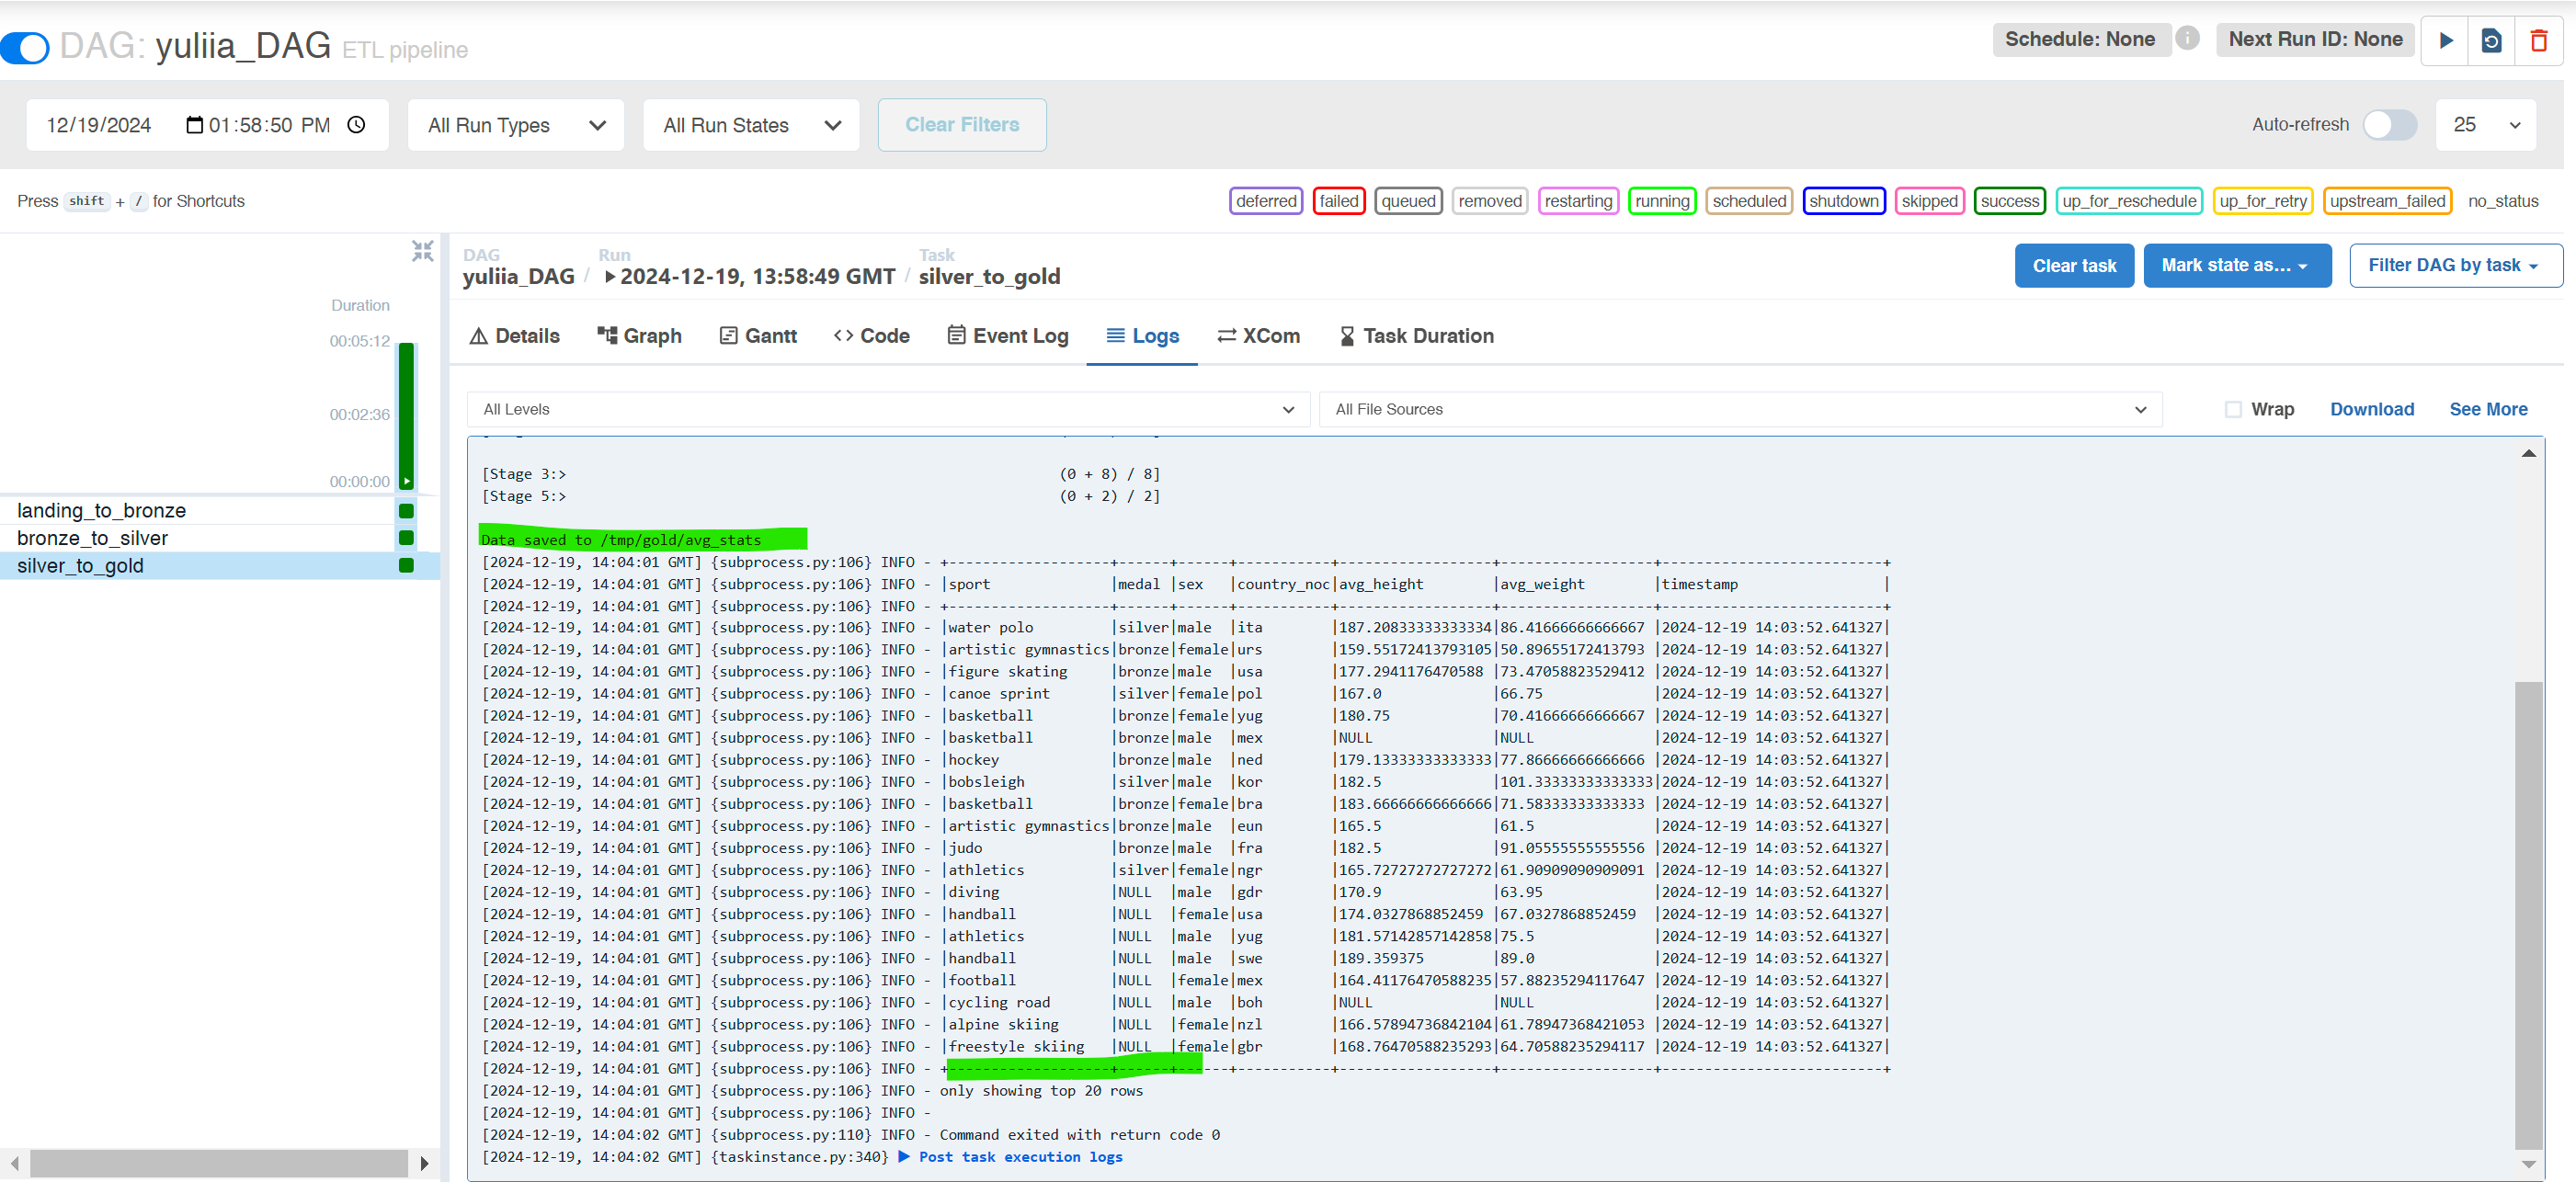 DAG: yuliia_DAG ETL pipeline
Schedule: None
Next Run ID: None
12/19/2024 01:58:50 PM
All Run Types
All Run States
Clear Filters
Auto-refresh
25
Press shift + / for Shortcuts
deferred failed queued removed restarting running scheduled shutdown skipped success up_for_reschedule up_for_retry upstream_failed no_status
DAG
yuliia_DAG /
Run
2024-12-19, 13:58:49 GMT /
Task
silver_to_gold
Clear task
Mark state as...
Filter DAG by task
Duration
00:05:12
00:02:36
00:00:00
landing_to_bronze
bronze_to_silver
silver_to_gold
Details Graph Gantt Code Event Log Logs XCom Task Duration
All Levels
All File Sources
Wrap
Download
See More
[Stage 3:> (0 + 8) / 8]
[Stage 5:> (0 + 2) / 2]
Data saved to /tmp/gold/avg_stats
[2024-12-19, 14:04:01 GMT] {subprocess.py:106} INFO - +-------------------+------+------+-----------+------------------+------------------+--------------------------+
[2024-12-19, 14:04:01 GMT] {subprocess.py:106} INFO - |sport |medal |sex |country_noc|avg_height |avg_weight |timestamp |
[2024-12-19, 14:04:01 GMT] {subprocess.py:106} INFO - +-------------------+------+------+-----------+------------------+------------------+--------------------------+
[2024-12-19, 14:04:01 GMT] {subprocess.py:106} INFO - |water polo |silver|male |ita |187.20833333333334|86.41666666666667 |2024-12-19 14:03:52.641327|
[2024-12-19, 14:04:01 GMT] {subprocess.py:106} INFO - |artistic gymnastics|bronze|female|urs |159.55172413793105|50.89655172413793 |2024-12-19 14:03:52.641327|
[2024-12-19, 14:04:01 GMT] {subprocess.py:106} INFO - |figure skating |bronze|male |usa |177.2941176470588 |73.47058823529412 |2024-12-19 14:03:52.641327|
[2024-12-19, 14:04:01 GMT] {subprocess.py:106} INFO - |canoe sprint |silver|female|pol |167.0 |66.75 |2024-12-19 14:03:52.641327|
[2024-12-19, 14:04:01 GMT] {subprocess.py:106} INFO - |basketball |bronze|female|yug |180.75 |70.41666666666667 |2024-12-19 14:03:52.641327|
[2024-12-19, 14:04:01 GMT] {subprocess.py:106} INFO - |basketball |bronze|male |mex |NULL |NULL |2024-12-19 14:03:52.641327|
[2024-12-19, 14:04:01 GMT] {subprocess.py:106} INFO - |hockey |bronze|male |ned |179.13333333333333|77.86666666666666 |2024-12-19 14:03:52.641327|
[2024-12-19, 14:04:01 GMT] {subprocess.py:106} INFO - |bobsleigh |silver|male |kor |182.5 |101.33333333333333|2024-12-19 14:03:52.641327|
[2024-12-19, 14:04:01 GMT] {subprocess.py:106} INFO - |basketball |bronze|female|bra |183.66666666666666|71.58333333333333 |2024-12-19 14:03:52.641327|
[2024-12-19, 14:04:01 GMT] {subprocess.py:106} INFO - |artistic gymnastics|bronze|male |eun |165.5 |61.5 |2024-12-19 14:03:52.641327|
[2024-12-19, 14:04:01 GMT] {subprocess.py:106} INFO - |judo |bronze|male |fra |182.5 |91.05555555555556 |2024-12-19 14:03:52.641327|
[2024-12-19, 14:04:01 GMT] {subprocess.py:106} INFO - |athletics |silver|female|ngr |165.72727272727272|61.90909090909091 |2024-12-19 14:03:52.641327|
[2024-12-19, 14:04:01 GMT] {subprocess.py:106} INFO - |diving |NULL |male |gdr |170.9 |63.95 |2024-12-19 14:03:52.641327|
[2024-12-19, 14:04:01 GMT] {subprocess.py:106} INFO - |handball |NULL |female|usa |174.0327868852459 |67.0327868852459 |2024-12-19 14:03:52.641327|
[2024-12-19, 14:04:01 GMT] {subprocess.py:106} INFO - |athletics |NULL |male |yug |181.57142857142858|75.5 |2024-12-19 14:03:52.641327|
[2024-12-19, 14:04:01 GMT] {subprocess.py:106} INFO - |handball |NULL |male |swe |189.359375 |89.0 |2024-12-19 14:03:52.641327|
[2024-12-19, 14:04:01 GMT] {subprocess.py:106} INFO - |football |NULL |female|mex |164.41176470588235|57.88235294117647 |2024-12-19 14:03:52.641327|
[2024-12-19, 14:04:01 GMT] {subprocess.py:106} INFO - |cycling road |NULL |male |boh |NULL |NULL |2024-12-19 14:03:52.641327|
[2024-12-19, 14:04:01 GMT] {subprocess.py:106} INFO - |alpine skiing |NULL |female|nzl |166.57894736842104|61.78947368421053 |2024-12-19 14:03:52.641327|
[2024-12-19, 14:04:01 GMT] {subprocess.py:106} INFO - |freestyle skiing |NULL |female|gbr |168.76470588235293|64.70588235294117 |2024-12-19 14:03:52.641327|
[2024-12-19, 14:04:01 GMT] {subprocess.py:106} INFO - +-------------------+------+------+-----------+------------------+------------------+--------------------------+
[2024-12-19, 14:04:01 GMT] {subprocess.py:106} INFO - only showing top 20 rows
[2024-12-19, 14:04:01 GMT] {subprocess.py:106} INFO -
[2024-12-19, 14:04:02 GMT] {subprocess.py:110} INFO - Command exited with return code 0
[2024-12-19, 14:04:02 GMT] {taskinstance.py:340} ▶ Post task execution logs